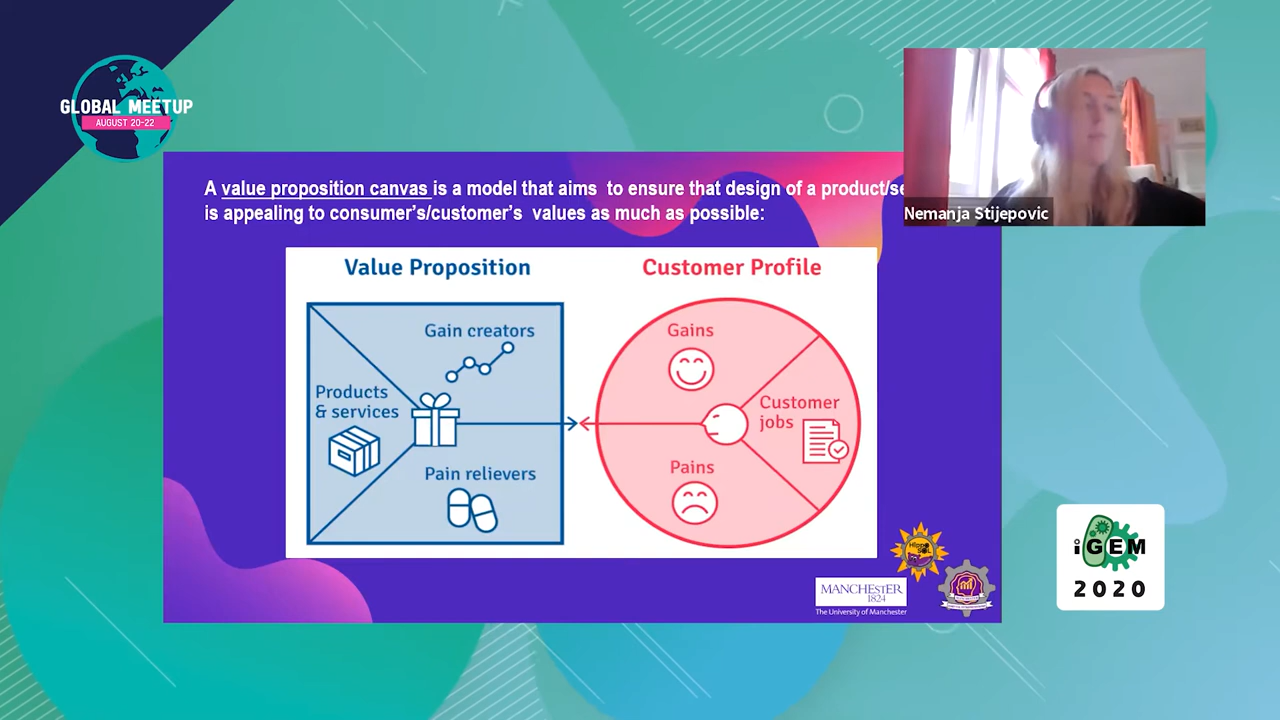 GLOBAL MEETUP
AUGUST 20-22
A value proposition canvas is a model that aims to ensure that design of a product/se
is appealing to consumer's/customer's values as much as possible:
Nemanja Stijepovic
Value Proposition
Customer Profile
Gain creators
Products
& services
Pain relievers
Gains
Customer
jobs
Pains
Hippo
SOL
MANCHESTER
1824
The University of Manchester
iGEM
2020